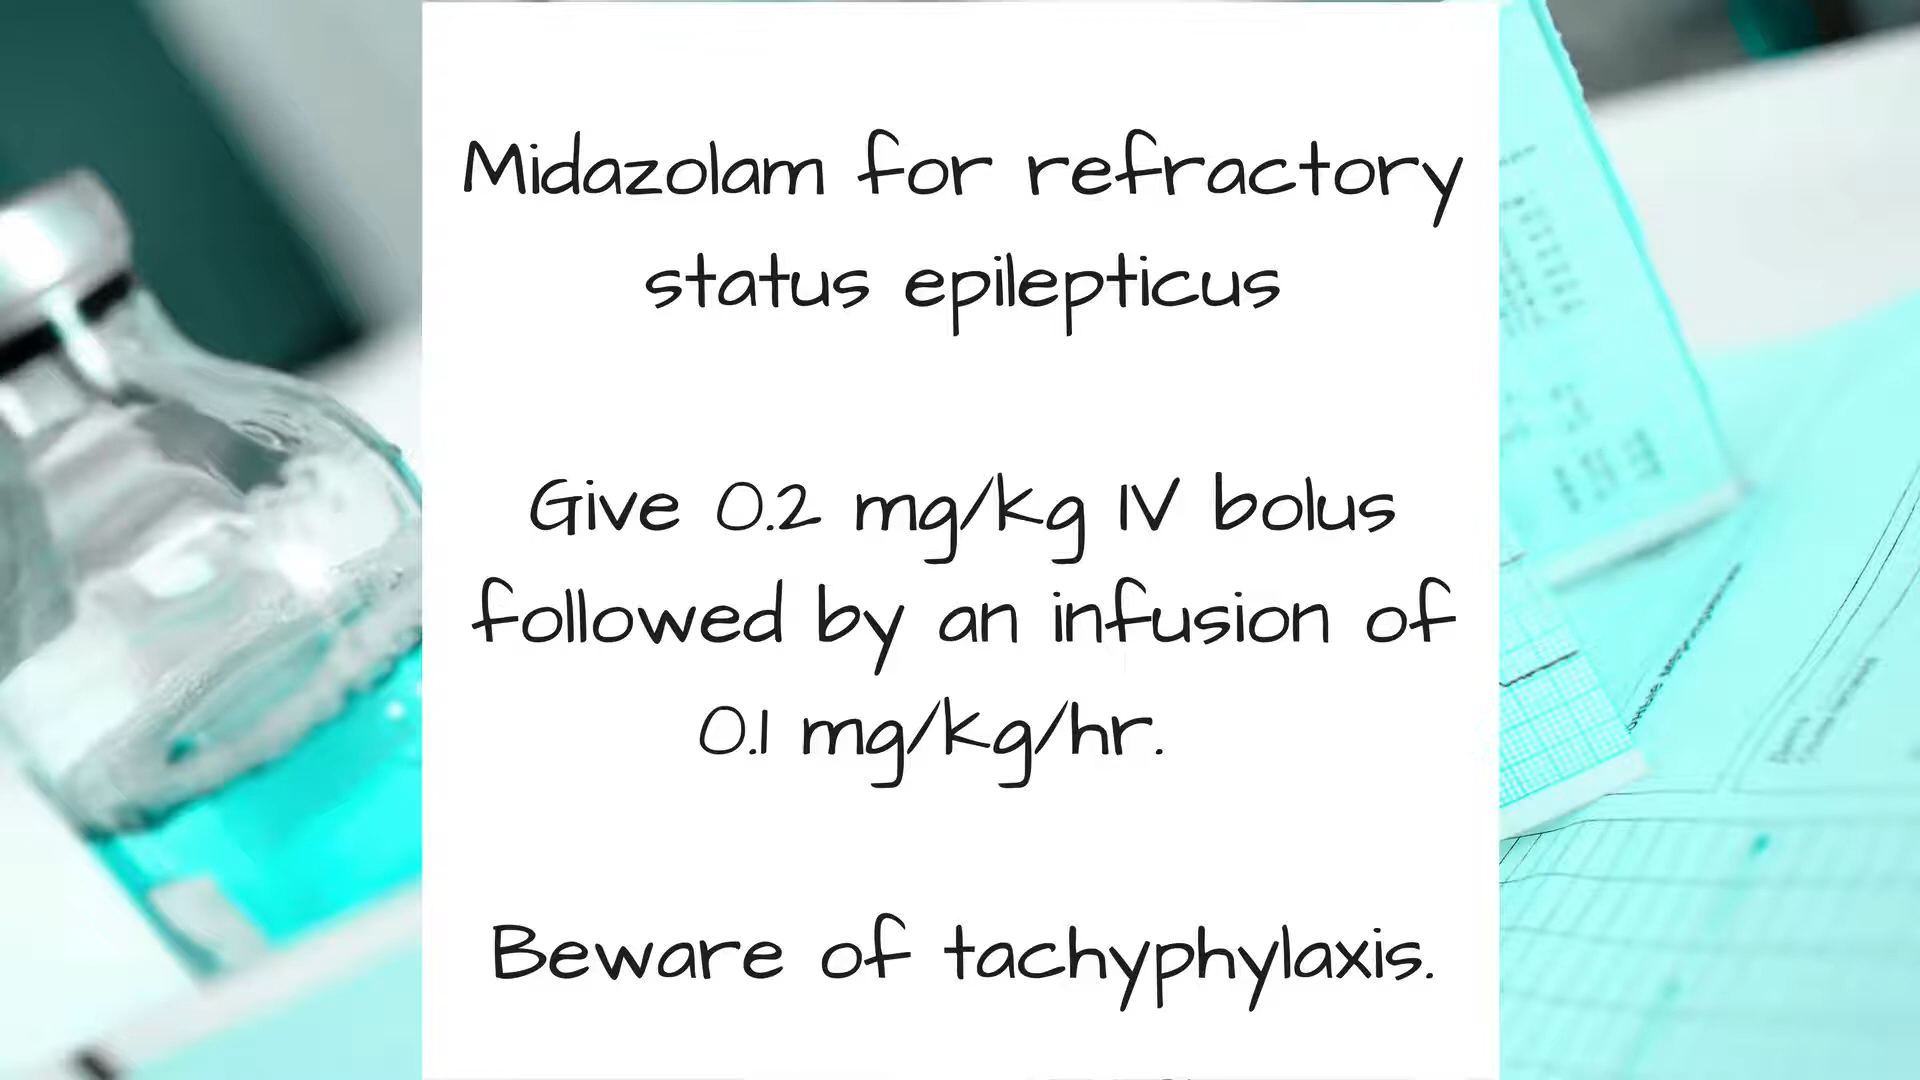 Midazolam for refractory
status epilepticus
Give 0.2 mg/kg IV bolus
followed by an infusion of
0.1 mg/kg/hr.
Beware of tachyphylaxis.